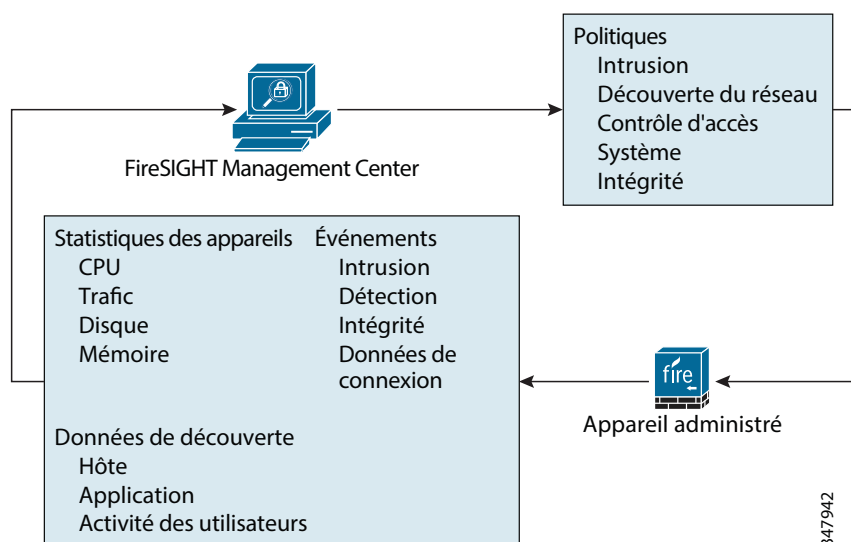 Politiques
Intrusion
Découverte du réseau
Contrôle d'accès
Système
Intégrité
FireSIGHT Management Center
Statistiques des appareils
CPU
Trafic
Disque
Mémoire
Événements
Intrusion
Détection
Intégrité
Données de
connexion
Données de découverte
Hôte
Application
Activité des utilisateurs
fire
Appareil administré
347942